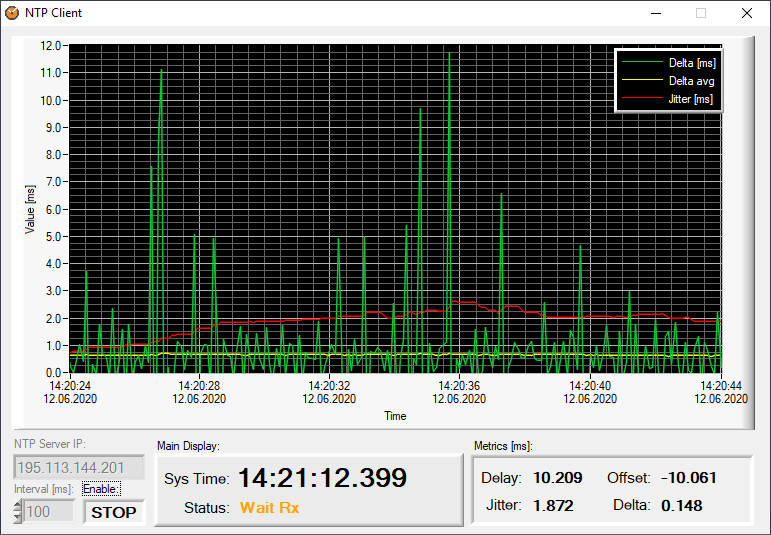 NTP Client
12.0
11.0
10.0
9.0
8.0
7.0
6.0
5.0
4.0
3.0
2.0
1.0
0.0
Value [ms]
Delta [ms]
Delta avg
Jitter [ms]
14:20:24 14:20:28 14:20:32 14:20:36 14:20:40 14:20:44
12.06.2020 12.06.2020 12.06.2020 12.06.2020 12.06.2020 12.06.2020
Time
NTP Server IP:
195.113.144.201
Interval [ms]: Enable:
100 STOP
Main Display:
Sys Time: 14:21:12.399
Status: Wait Rx
Metrics [ms]:
Delay: 10.209 Offset: -10.061
Jitter: 1.872 Delta: 0.148